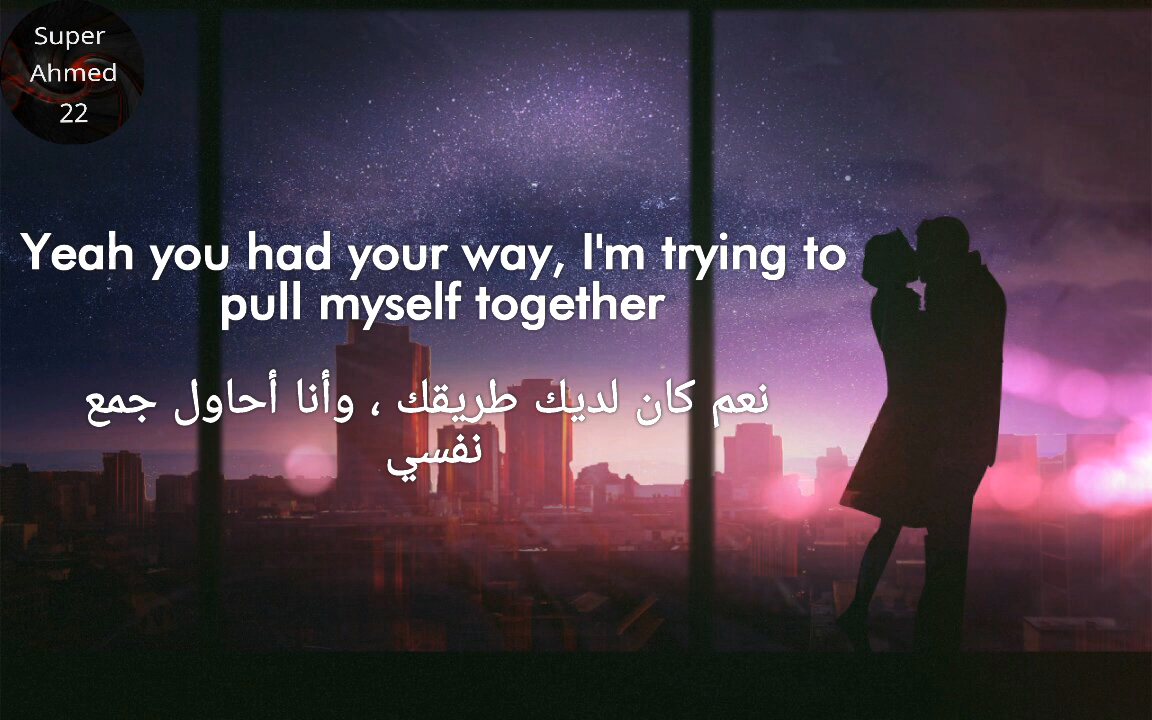 Super
Ahmed
22
Yeah you had your way, I'm trying to
pull myself together
نعم كان لديك طريقك ، وأنا أحاول جمع
نفسي